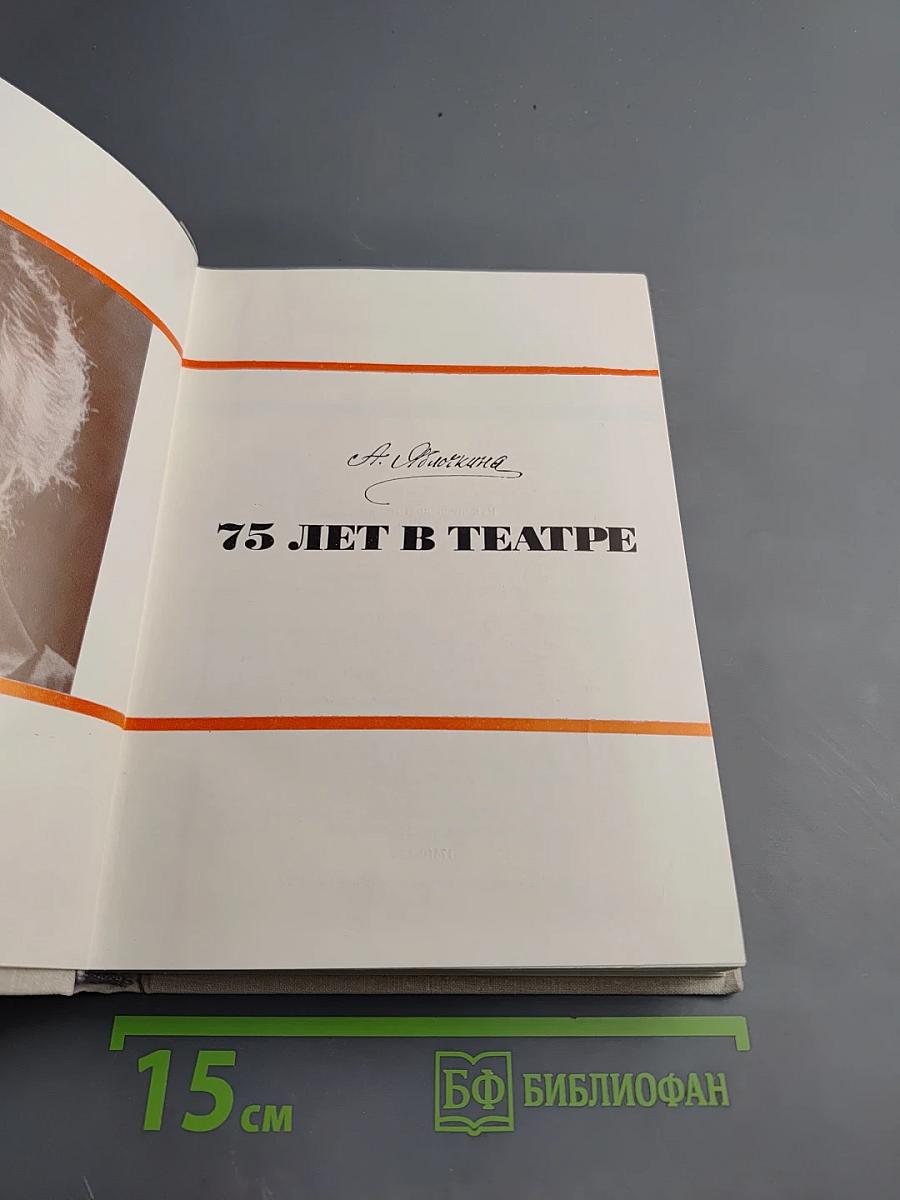 А. Яблочкина
75 ЛЕТ В ТЕАТРЕ
15 см
БФ БИБЛИОФАН